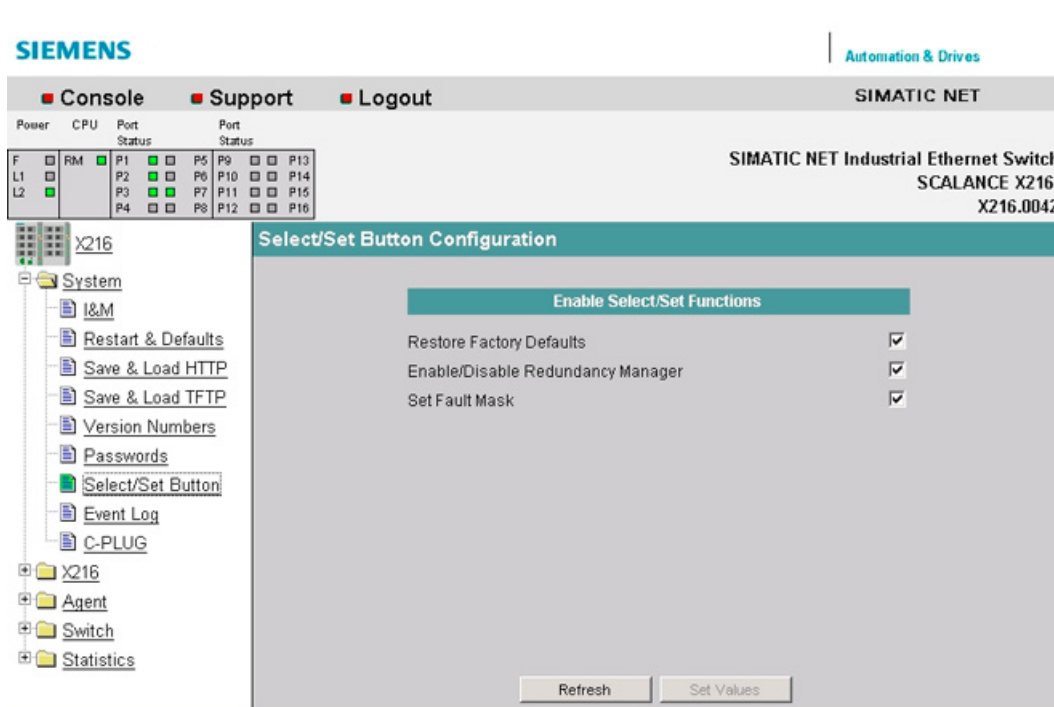 SIEMENS
Automation & Drives
Console Support Logout SIMATIC NET
Power CPU Port Status Port Status
F RM P1 P5 P9 P13
L1 P2 P6 P10 P14
L2 P3 P7 P11 P15
P4 P8 P12 P16
SIMATIC NET Industrial Ethernet Switch
SCALANCE X216
X216.0042
X216
Select/Set Button Configuration
System
I&M
Restart & Defaults
Save & Load HTTP
Save & Load TFTP
Version Numbers
Passwords
Select/Set Button
Event Log
C-PLUG
X216
Agent
Switch
Statistics
Enable Select/Set Functions
Restore Factory Defaults
Enable/Disable Redundancy Manager
Set Fault Mask
Refresh Set Values